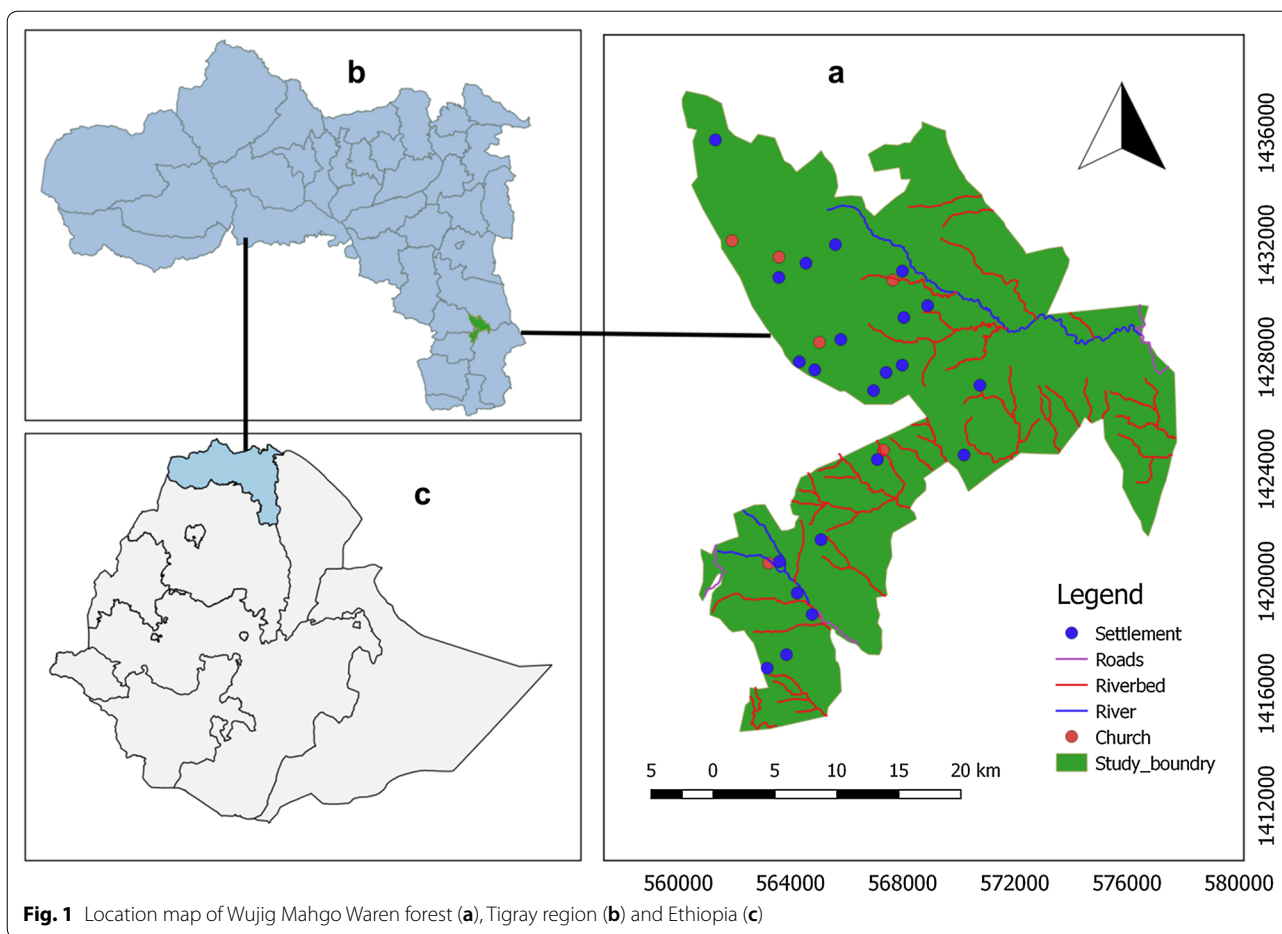 b
a
c
1436000
1432000
1428000
1424000
1420000
1416000
1412000
Legend
Settlement
Roads
Riverbed
River
Church
Study_boundry
5 0 5 10 15 20 km
560000 564000 568000 572000 576000 580000
Fig. 1 Location map of Wujig Mahgo Waren forest (a), Tigray region (b) and Ethiopia (c)